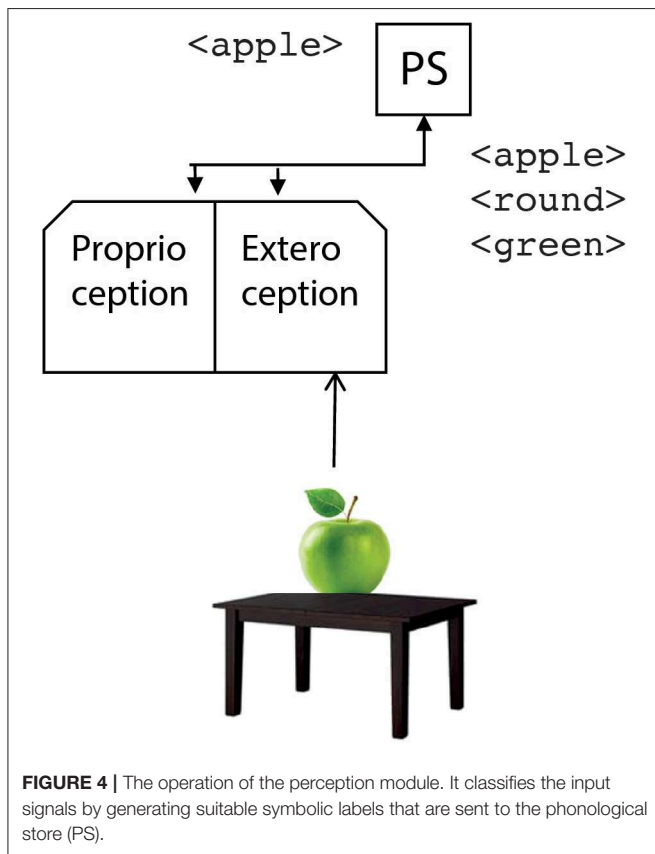 <apple>
PS
<apple>
<round>
<green>
Proprio
ception
Extero
ception
FIGURE 4 | The operation of the perception module. It classifies the input
signals by generating suitable symbolic labels that are sent to the phonological
store (PS).